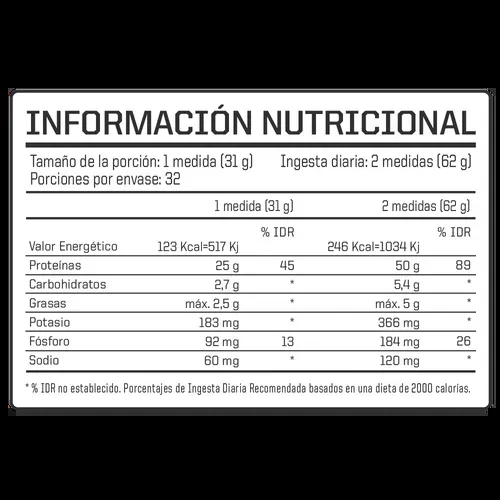 INFORMACIÓN NUTRICIONAL
Tamaño de la porción: 1 medida (31 g) Ingesta diaria: 2 medidas (62 g)
Porciones por envase: 32
1 medida (31 g) 2 medidas (62 g)
% IDR % IDR
Valor Energético 123 Kcal=517 Kj 246 Kcal=1034 Kj
Proteínas 25 g 45 50 g 89
Carbohidratos 2,7 g * 5,4 g *
Grasas máx. 2,5 g * máx. 5 g *
Potasio 183 mg * 366 mg *
Fósforo 92 mg 13 184 mg 26
Sodio 60 mg * 120 mg *
* % IDR no establecido. Porcentajes de Ingesta Diaria Recomendada basados en una dieta de 2000 calorías.